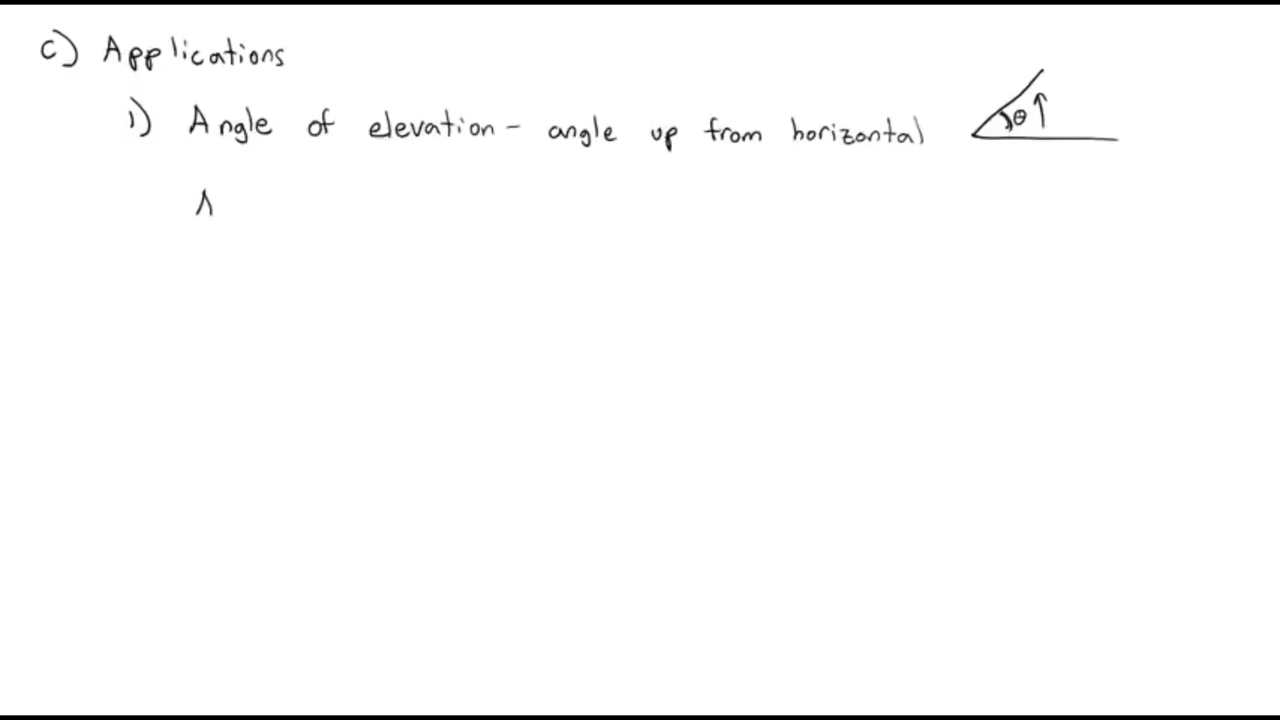 c) Applications
1) Angle of elevation - angle up from horizontal
θ